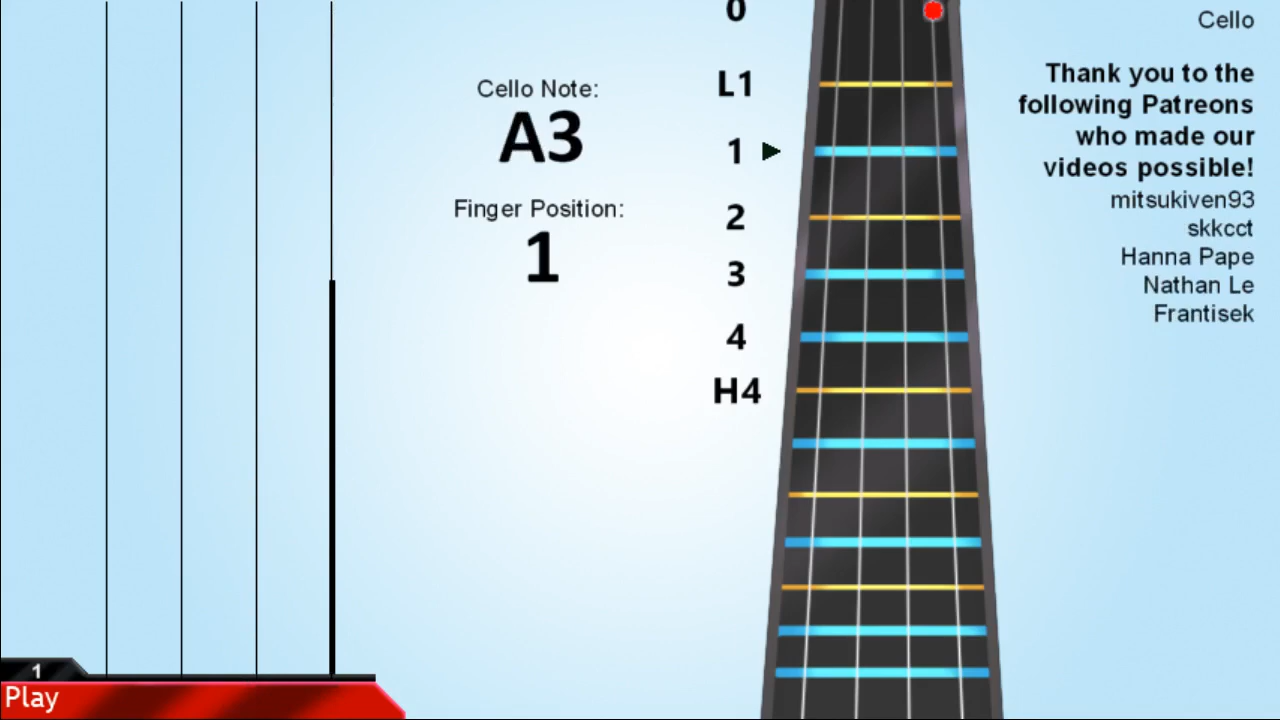 Cello Note:
A3
Finger Position:
1
0
L1
1
2
3
4
H4
Cello
Thank you to the
following Patreons
who made our
videos possible!
mitsukiven93
skkcct
Hanna Pape
Nathan Le
Frantisek
1
Play